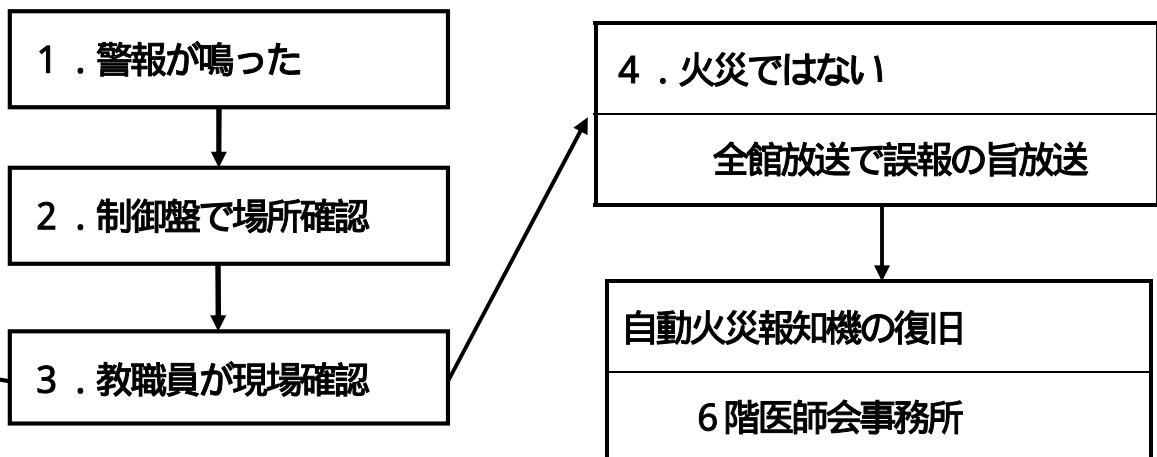 １．警報が鳴った
２．制御盤で場所確認
３．教職員が現場確認
４．火災ではない
全館放送で誤報の旨放送
自動火災報知機の復旧
６階医師会事務所